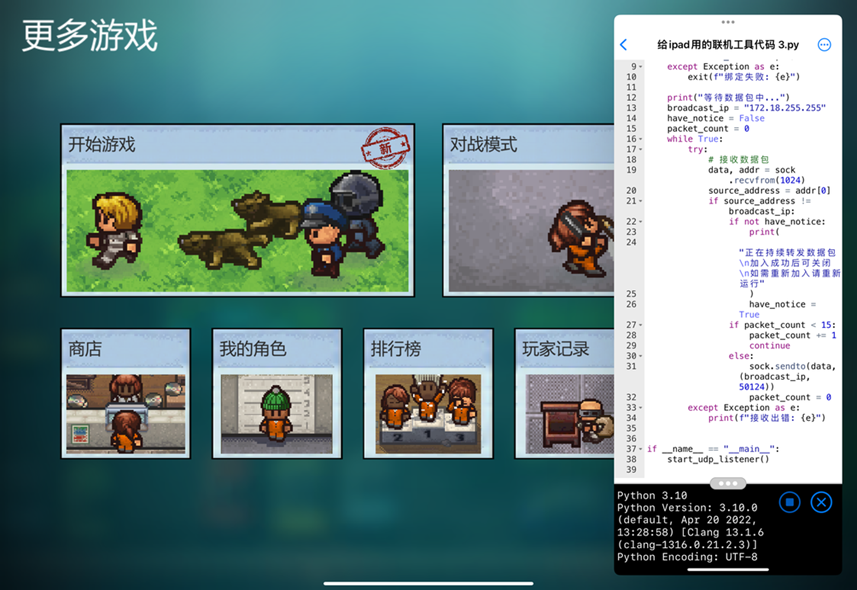 更多游戏
开始游戏
新
对战模式
商店
我的角色
排行榜
玩家记录
2 1 3
给ipad用的联机工具代码 3.py
9 except Exception as e:
10 exit(f"绑定失败: {e}")
11
12 print("等待数据包中...")
13 broadcast_ip = "172.18.255.255"
14 have_notice = False
15 packet_count = 0
16 while True:
17 try:
18 # 接收数据包
19 data, addr = sock
.recvfrom(1024)
20 source_address = addr[0]
21 if source_address !=
broadcast_ip:
22 if not have_notice:
23 print(
24
"正在持续转发数据包
\n加入成功后可关闭
\n如需重新加入请重新
运行"
25 )
26 have_notice =
True
27 if packet_count < 15:
28 packet_count += 1
29 continue
30 else:
31 sock.sendto(data,
(broadcast_ip,
50124))
32 packet_count = 0
33 except Exception as e:
34 print(f"接收出错: {e}")
35
36
37 if __name__ == "__main__":
38 start_udp_listener()
39
Python 3.10
Python Version: 3.10.0
(default, Apr 20 2022,
13:28:58) [Clang 13.1.6
(clang-1316.0.21.2.3)]
Python Encoding: UTF-8